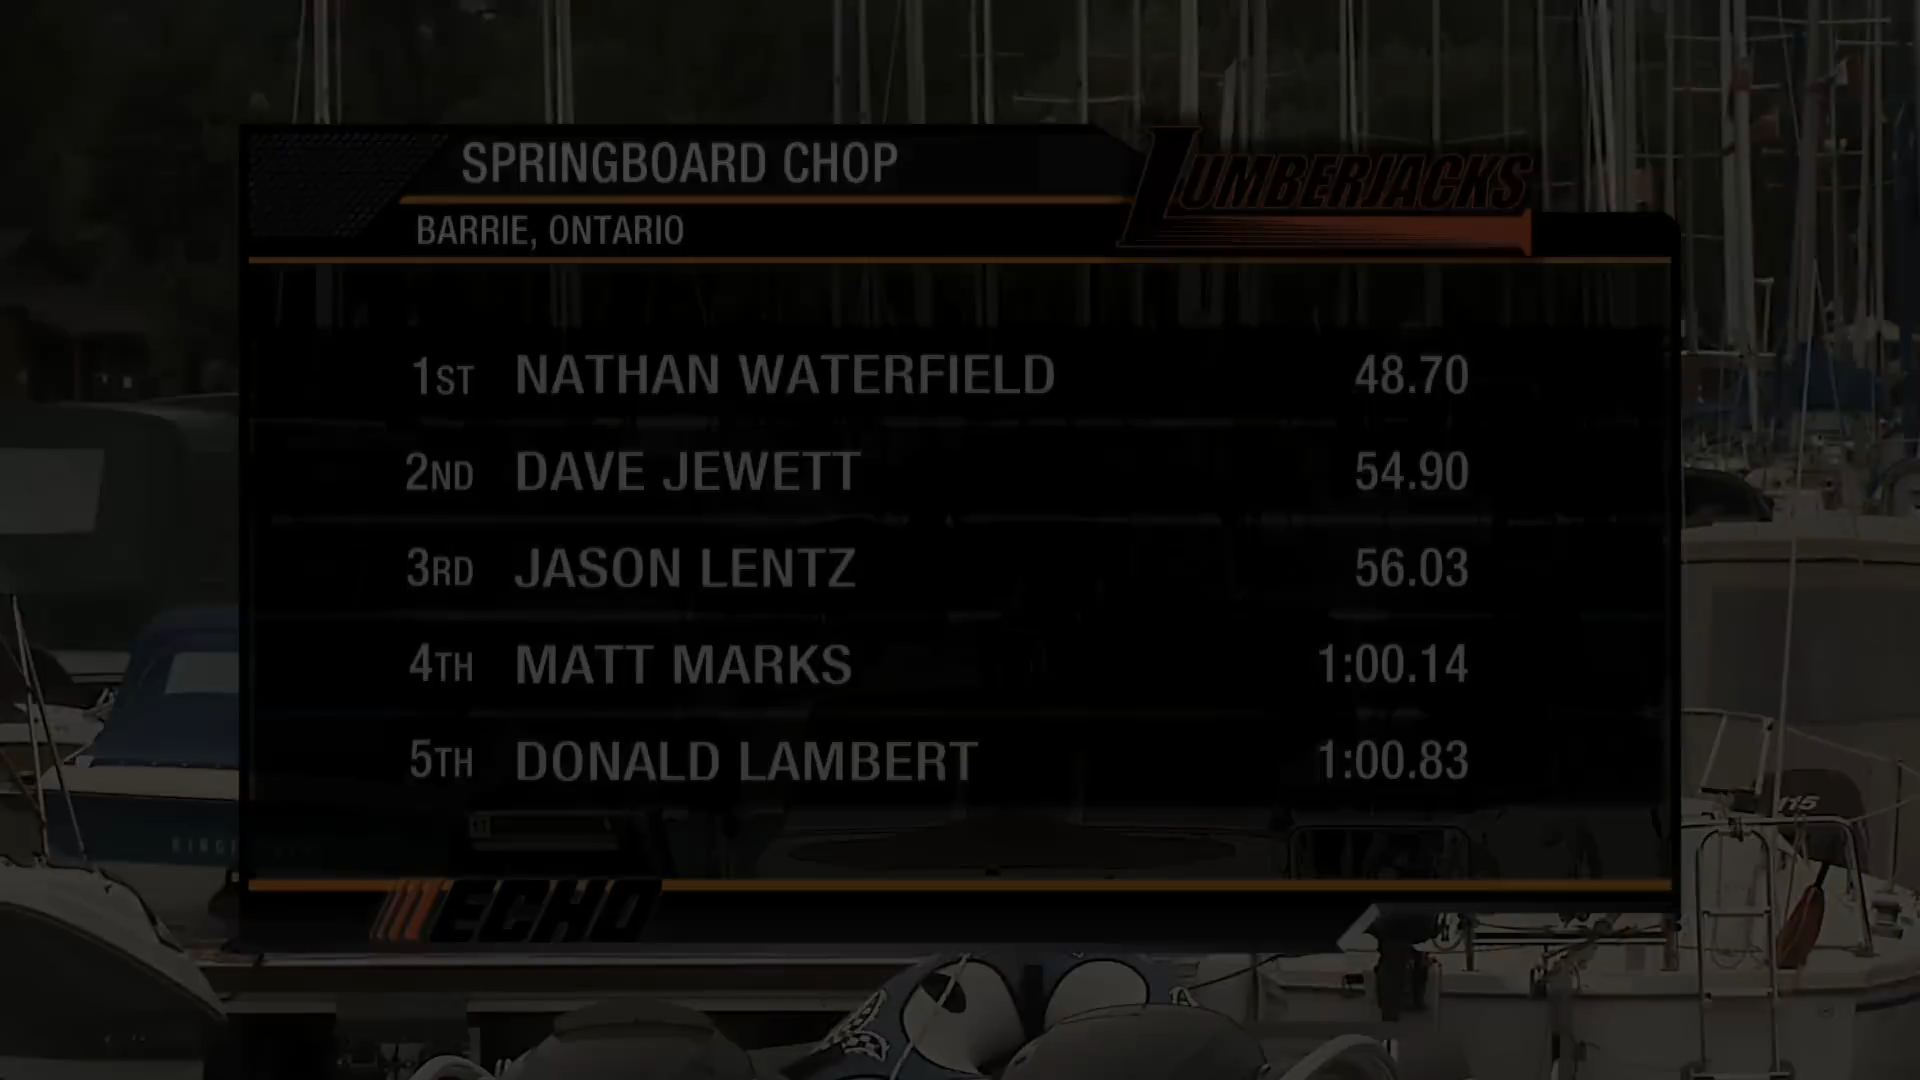 SPRINGBOARD CHOP
LUMBERJACKS
BARRIE, ONTARIO
1ST NATHAN WATERFIELD 48.70
2ND DAVE JEWETT 54.90
3RD JASON LENTZ 56.03
4TH MATT MARKS 1:00.14
5TH DONALD LAMBERT 1:00.83
115
ECHO